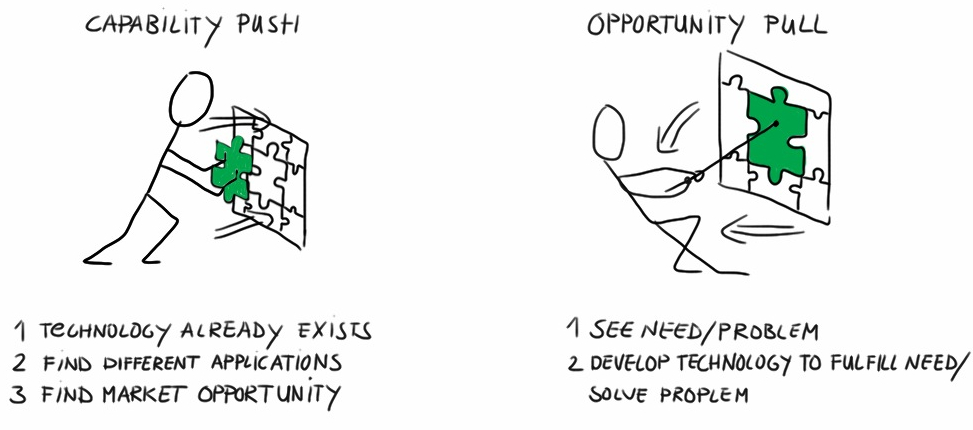 CAPABILITY PUSH
1 TECHNOLOGY ALREADY EXISTS
2 FIND DIFFERENT APPLICATIONS
3 FIND MARKET OPPORTUNITY
OPPORTUNITY PULL
1 SEE NEED/PROBLEM
2 DEVELOP TECHNOLOGY TO FULFILL NEED/
SOLVE PROPLEM